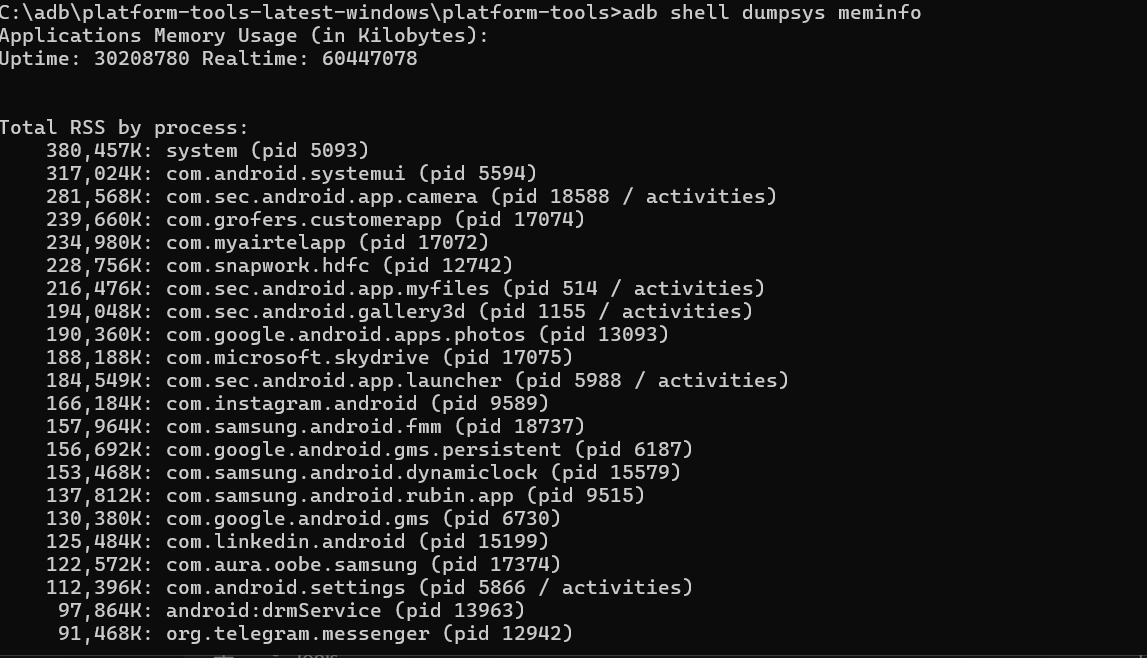 C:\adb\platform-tools-latest-windows\platform-tools>adb shell dumpsys meminfo
Applications Memory Usage (in Kilobytes):
Uptime: 30208780 Realtime: 60447078
Total RSS by process:
380,457K: system (pid 5093)
317,024K: com.android.systemui (pid 5594)
281,568K: com.sec.android.app.camera (pid 18588 / activities)
239,660K: com.grofers.customerapp (pid 17074)
234,980K: com.myairtelapp (pid 17072)
228,756K: com.snapwork.hdfc (pid 12742)
216,476K: com.sec.android.app.myfiles (pid 514 / activities)
194,048K: com.sec.android.gallery3d (pid 1155 / activities)
190,360K: com.google.android.apps.photos (pid 13093)
188,188K: com.microsoft.skydrive (pid 17075)
184,549K: com.sec.android.app.launcher (pid 5988 / activities)
166,184K: com.instagram.android (pid 9589)
157,964K: com.samsung.android.fmm (pid 18737)
156,692K: com.google.android.gms.persistent (pid 6187)
153,468K: com.samsung.android.dynamiclock (pid 15579)
137,812K: com.samsung.android.rubin.app (pid 9515)
130,380K: com.google.android.gms (pid 6730)
125,484K: com.linkedin.android (pid 15199)
122,572K: com.aura.oobe.samsung (pid 17374)
112,396K: com.android.settings (pid 5866 / activities)
97,864K: android:drmService (pid 13963)
91,468K: org.telegram.messenger (pid 12942)